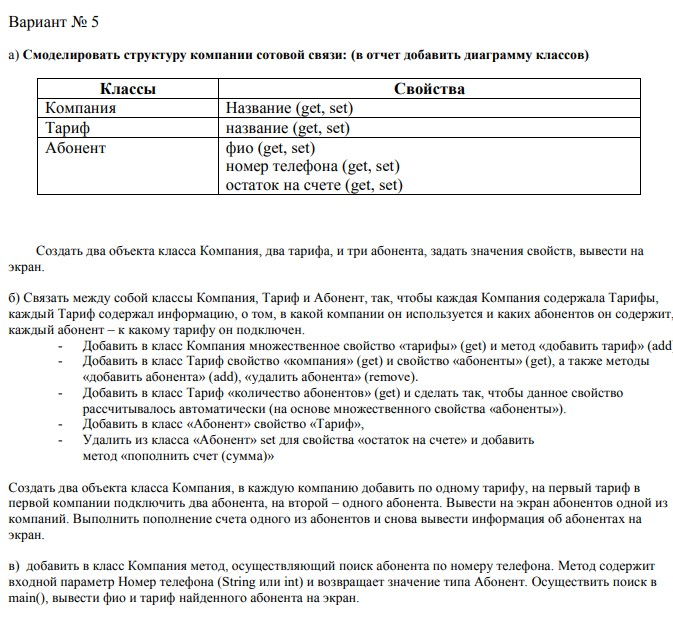 Вариант № 5
а) Смоделировать структуру компании сотовой связи: (в отчет добавить диаграмму классов)
Классы Свойства
Компания Название (get, set)
Тариф название (get, set)
Абонент фио (get, set)
номер телефона (get, set)
остаток на счете (get, set)
Создать два объекта класса Компания, два тарифа, и три абонента, задать значения свойств, вывести на
экран.
б) Связать между собой классы Компания, Тариф и Абонент, так, чтобы каждая Компания содержала Тарифы,
каждый Тариф содержал информацию, о том, в какой компании он используется и каких абонентов он содержит,
каждый абонент – к какому тарифу он подключен.
- Добавить в класс Компания множественное свойство «тарифы» (get) и метод «добавить тариф» (add)
- Добавить в класс Тариф свойство «компания» (get) и свойство «абоненты» (get), а также методы
«добавить абонента» (add), «удалить абонента» (remove).
- Добавить в класс Тариф «количество абонентов» (get) и сделать так, чтобы данное свойство
рассчитывалось автоматически (на основе множественного свойства «абоненты»).
- Добавить в класс «Абонент» свойство «Тариф»,
- Удалить из класса «Абонент» set для свойства «остаток на счете» и добавить
метод «пополнить счет (сумма)»
Создать два объекта класса Компания, в каждую компанию добавить по одному тарифу, на первый тариф в
первой компании подключить два абонента, на второй – одного абонента. Вывести на экран абонентов одной из
компаний. Выполнить пополнение счета одного из абонентов и снова вывести информация об абонентах на
экран.
в) добавить в класс Компания метод, осуществляющий поиск абонента по номеру телефона. Метод содержит
входной параметр Номер телефона (String или int) и возвращает значение типа Абонент. Осуществить поиск в
main(), вывести фио и тариф найденного абонента на экран.